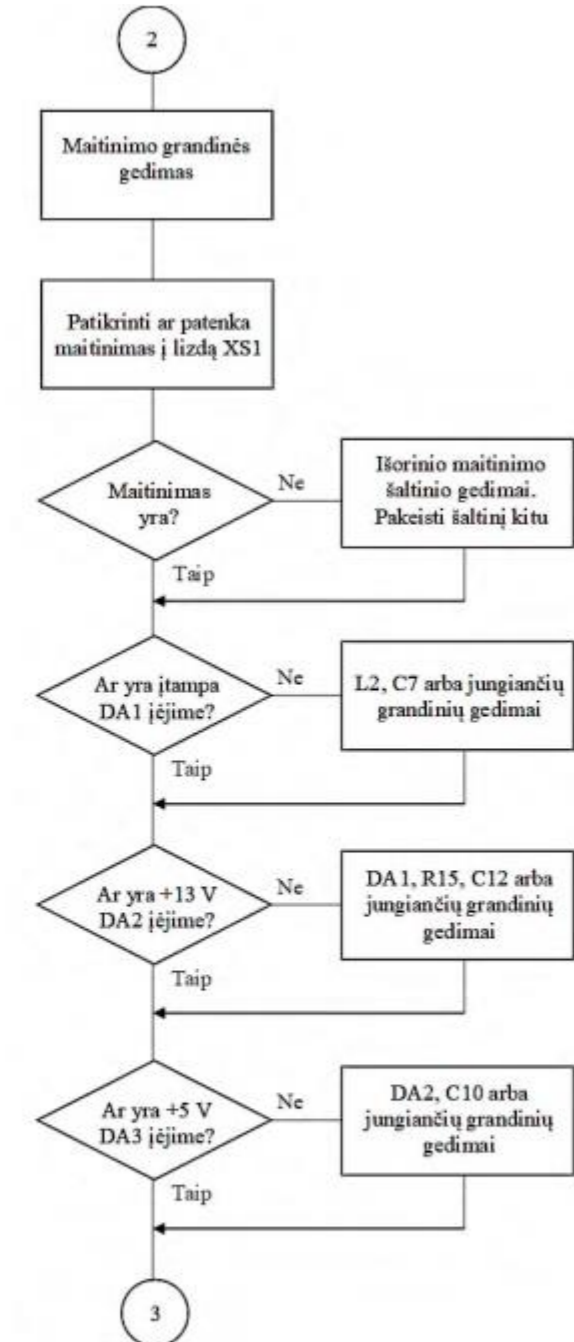 2
Maitinimo grandinės
gedimas
Patikrinti ar patenka
maitinimas į lizdą XS1
Maitinimas
yra?
Ne
Išorinio maitinimo
šaltinio gedimai.
Pakeisti šaltinį kitu
Taip
Ar yra įtampa
DA1 įėjime?
Ne
L2, C7 arba jungiančių
grandinių gedimai
Taip
Ar yra +13 V
DA2 įėjime?
Ne
DA1, R15, C12 arba
jungiančių grandinių
gedimai
Taip
Ar yra +5 V
DA3 įėjime?
Ne
DA2, C10 arba
jungiančių grandinių
gedimai
Taip
3